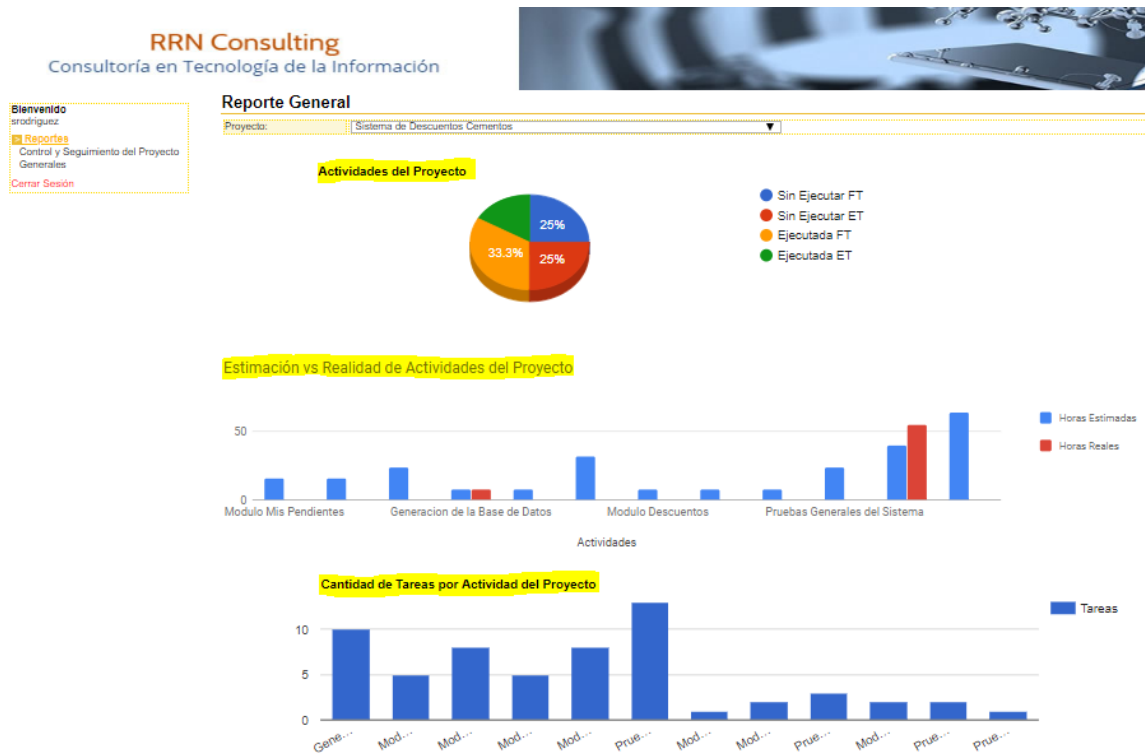 RRN Consulting
Consultoría en Tecnología de la Información
Bienvenido
srodriguez
Reportes
Control y Seguimiento del Proyecto
Generales
Cerrar Sesión
Reporte General
Proyecto: Sistema de Descuentos Cementos
Actividades del Proyecto
25%
33.3%
25%
Sin Ejecutar FT
Sin Ejecutar ET
Ejecutada FT
Ejecutada ET
Estimación vs Realidad de Actividades del Proyecto
50
0
Modulo Mis Pendientes
Generacion de la Base de Datos
Modulo Descuentos
Pruebas Generales del Sistema
Actividades
Horas Estimadas
Horas Reales
Cantidad de Tareas por Actividad del Proyecto
10
5
0
Gene... Mod... Mod... Mod... Mod... Prue... Mod... Mod... Prue... Mod... Prue... Prue...
Tareas